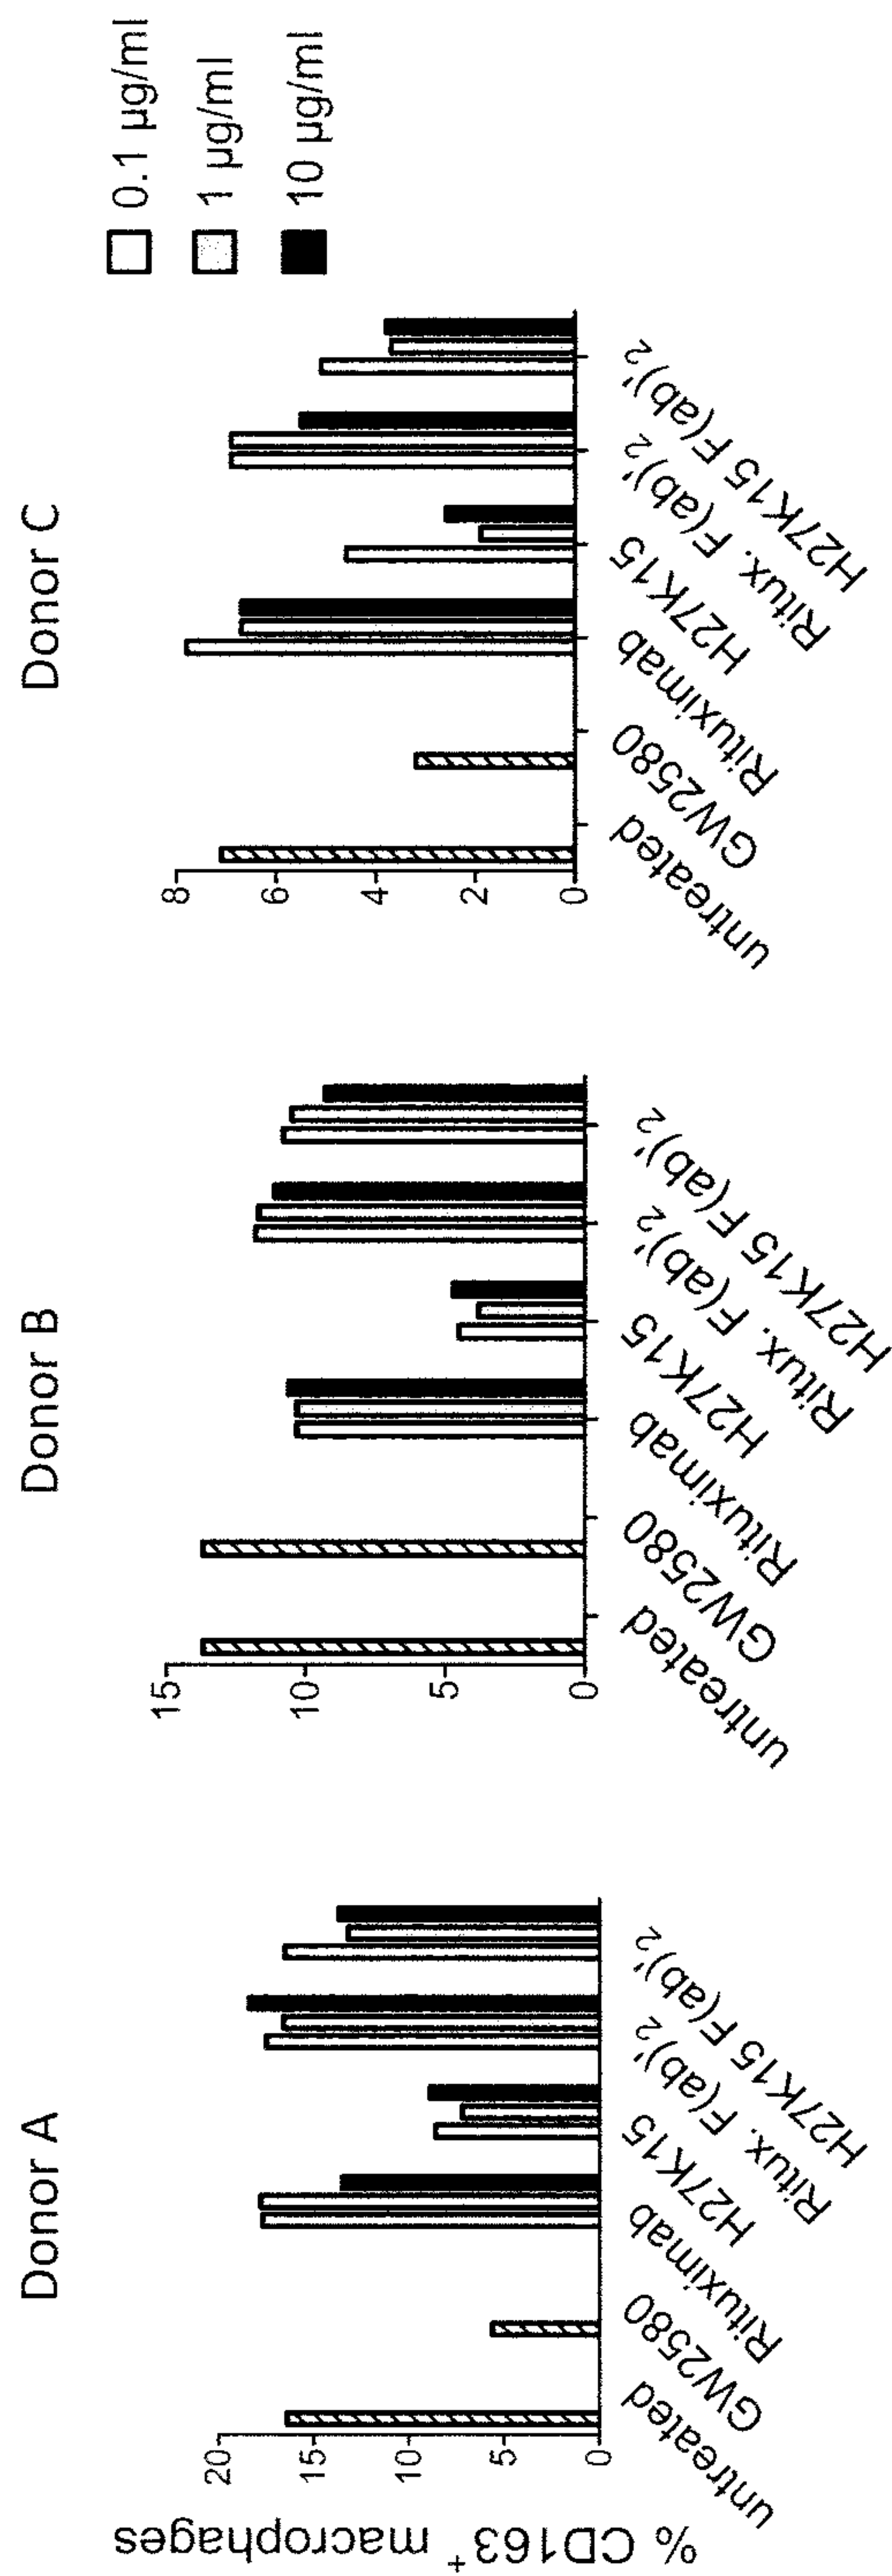 Donor A
% CD163+ macrophages
20
15
10
5
0
untreated
GW2580
Rituximab
H27K15
Ritux. F(ab)'2
H27K15 F(ab)'2
Donor B
15
10
5
0
untreated
GW2580
Rituximab
H27K15
Ritux. F(ab)'2
H27K15 F(ab)'2
Donor C
8
6
4
2
0
untreated
GW2580
Rituximab
H27K15
Ritux. F(ab)'2
H27K15 F(ab)'2
0.1 µg/ml
1 µg/ml
10 µg/ml